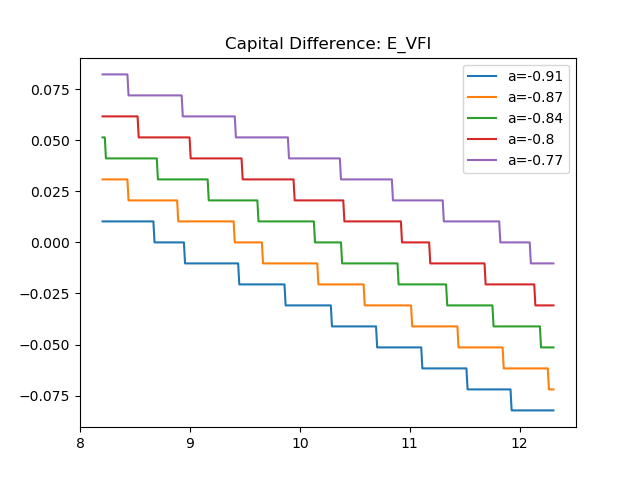 Capital Difference: E_VFI
a=-0.91
a=-0.87
a=-0.84
a=-0.8
a=-0.77
0.075
0.050
0.025
0.000
−0.025
−0.050
−0.075
8 9 10 11 12